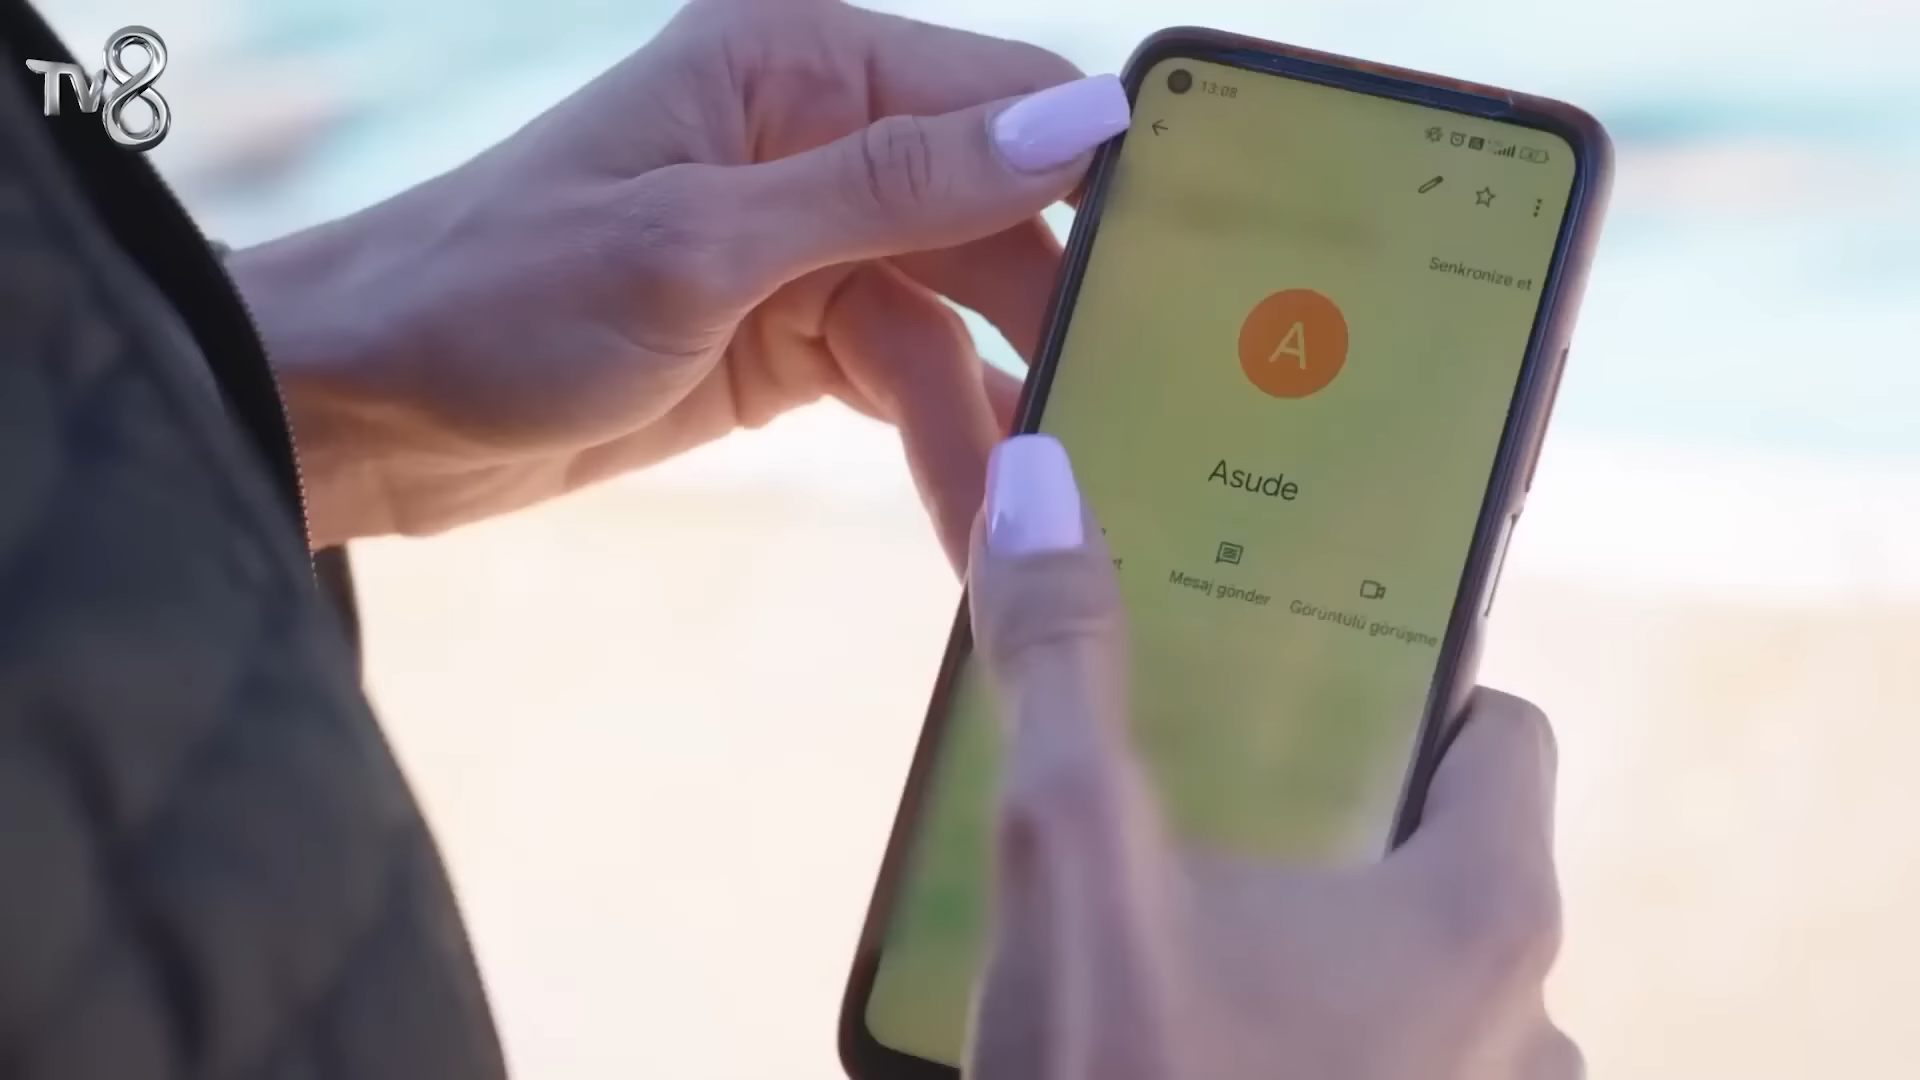 TV8
13:08
Senkronize et
A
Asude
Mesaj gönder
Görüntülü görüşme